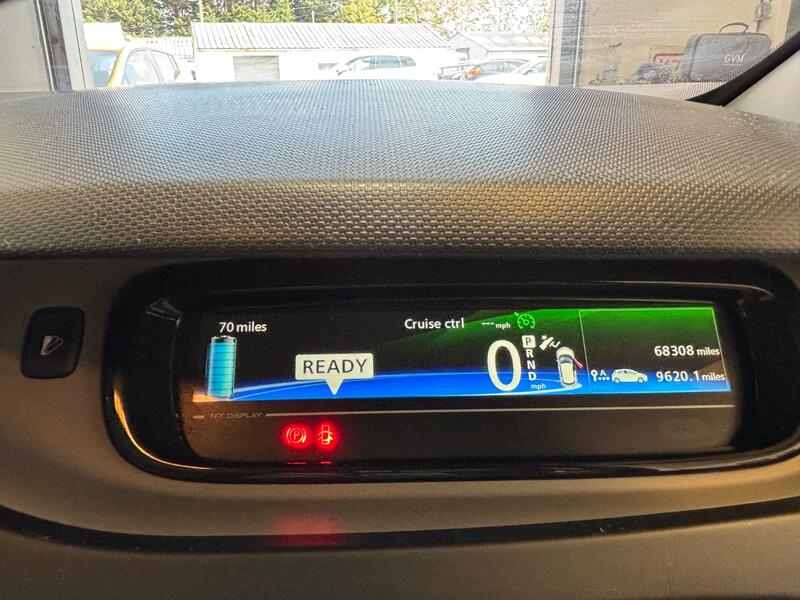 GVM
70 miles
Cruise ctrl ---mph
READY
0
mph
P
R
N
D
68308 miles
A
9620.1 miles
TFT DISPLAY
P